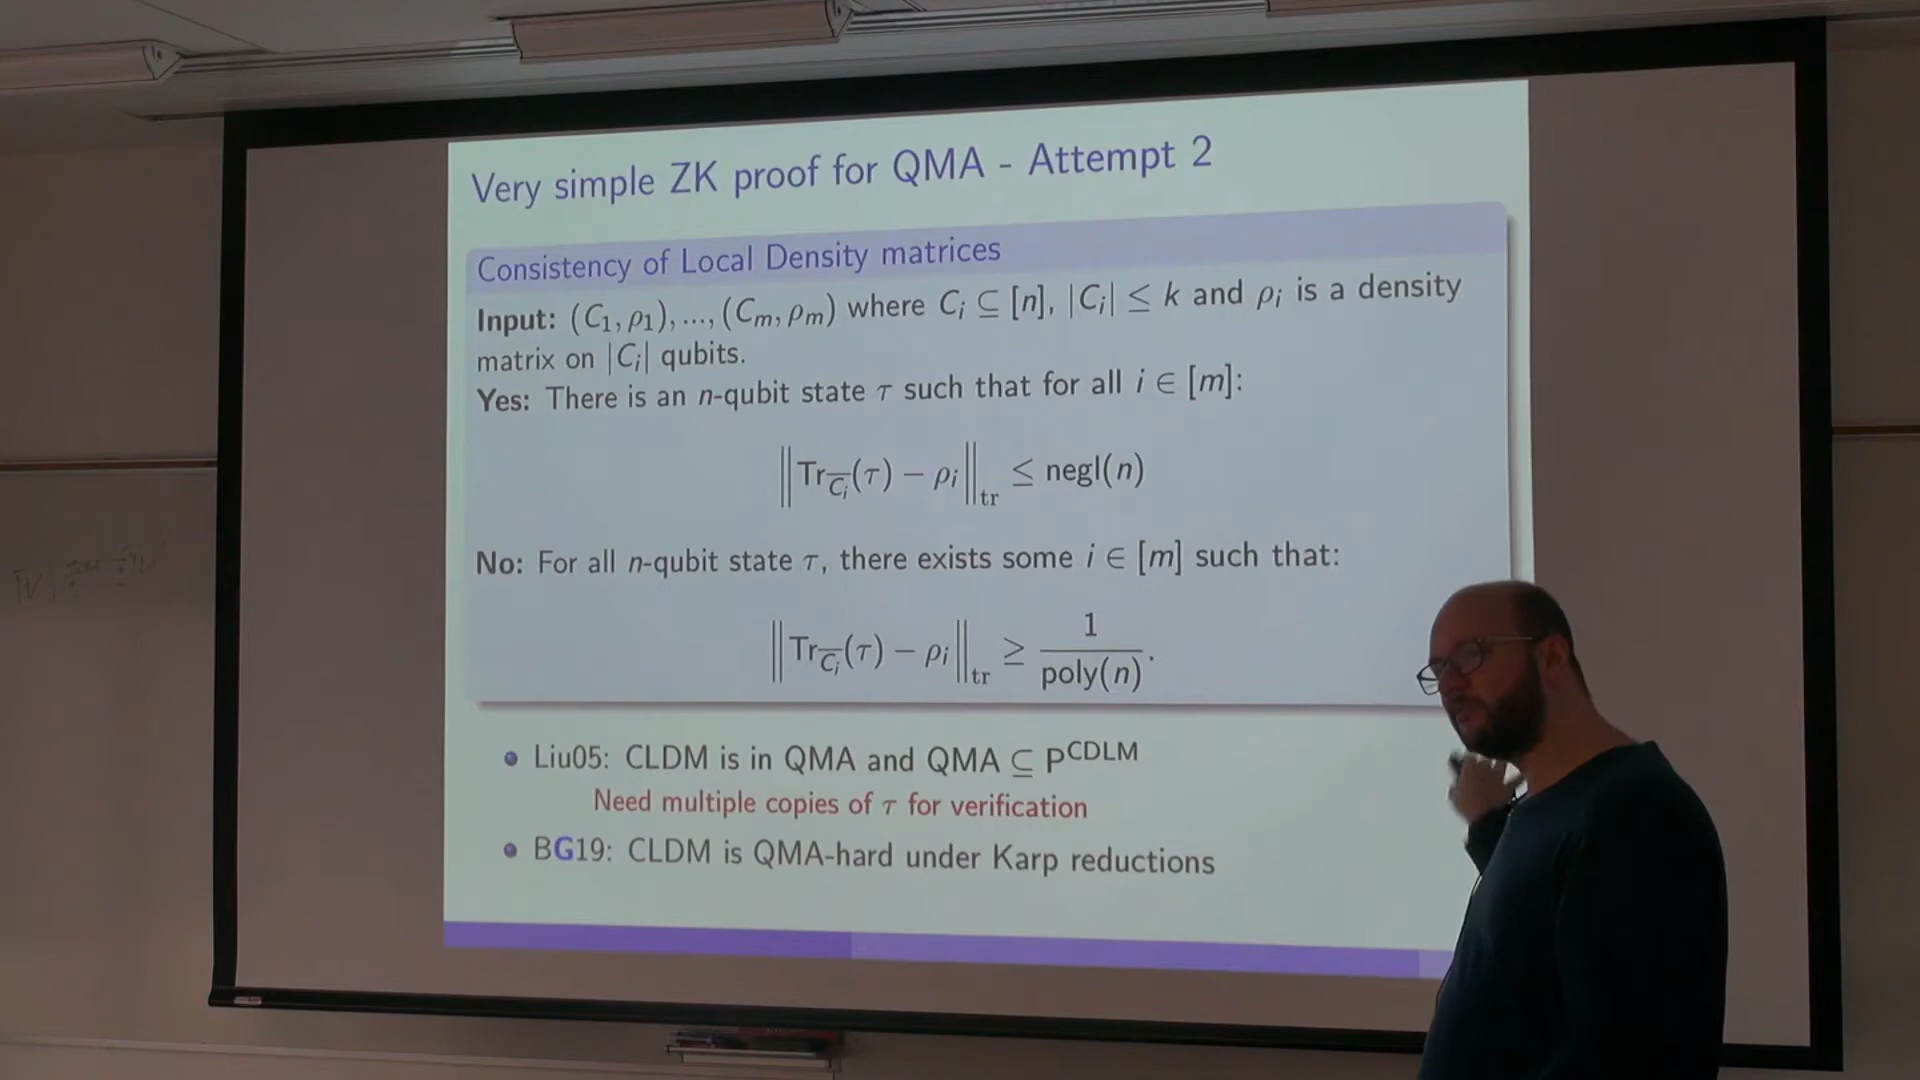 Very simple ZK proof for QMA - Attempt 2
Consistency of Local Density matrices
Input: (C₁, ρ₁), ..., (Cₘ, ρₘ) where Cᵢ ⊆ [n], |Cᵢ| ≤ k and ρᵢ is a density
matrix on |Cᵢ| qubits.
Yes: There is an n-qubit state τ such that for all i ∈ [m]:
‖Tr_{\overline{Cᵢ}}(τ) − ρᵢ‖_tr ≤ negl(n)
No: For all n-qubit state τ, there exists some i ∈ [m] such that:
‖Tr_{\overline{Cᵢ}}(τ) − ρᵢ‖_tr ≥ 1/poly(n).
• Liu05: CLDM is in QMA and QMA ⊆ P^CDLM
Need multiple copies of τ for verification
• BG19: CLDM is QMA-hard under Karp reductions